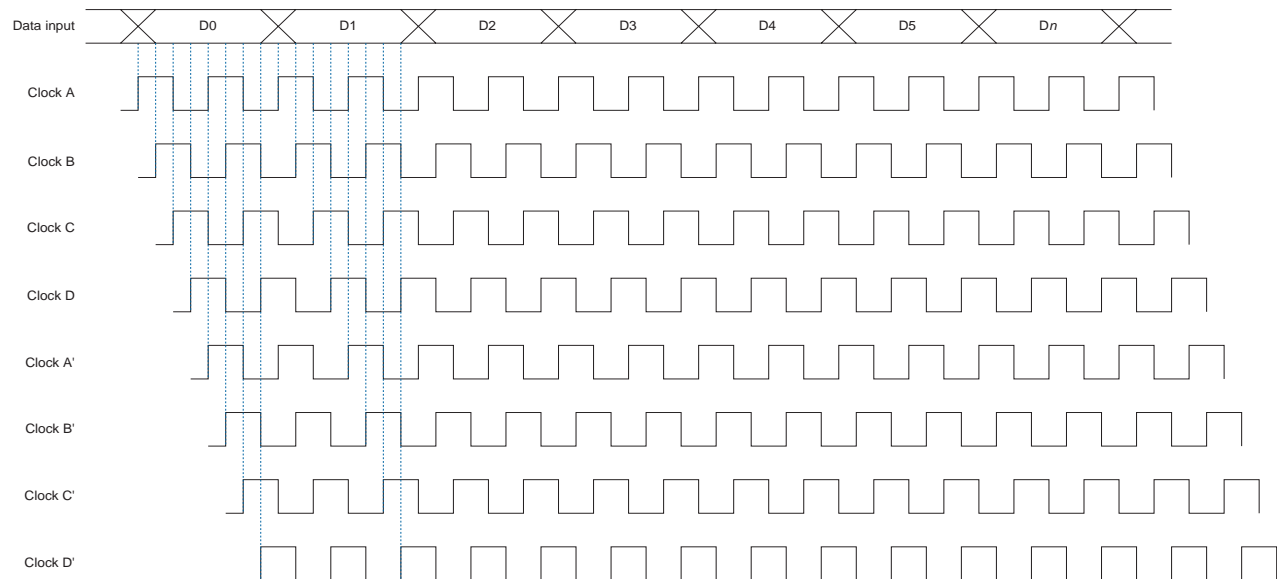 Data input D0 D1 D2 D3 D4 D5 Dn
Clock A
Clock B
Clock C
Clock D
Clock A'
Clock B'
Clock C'
Clock D'